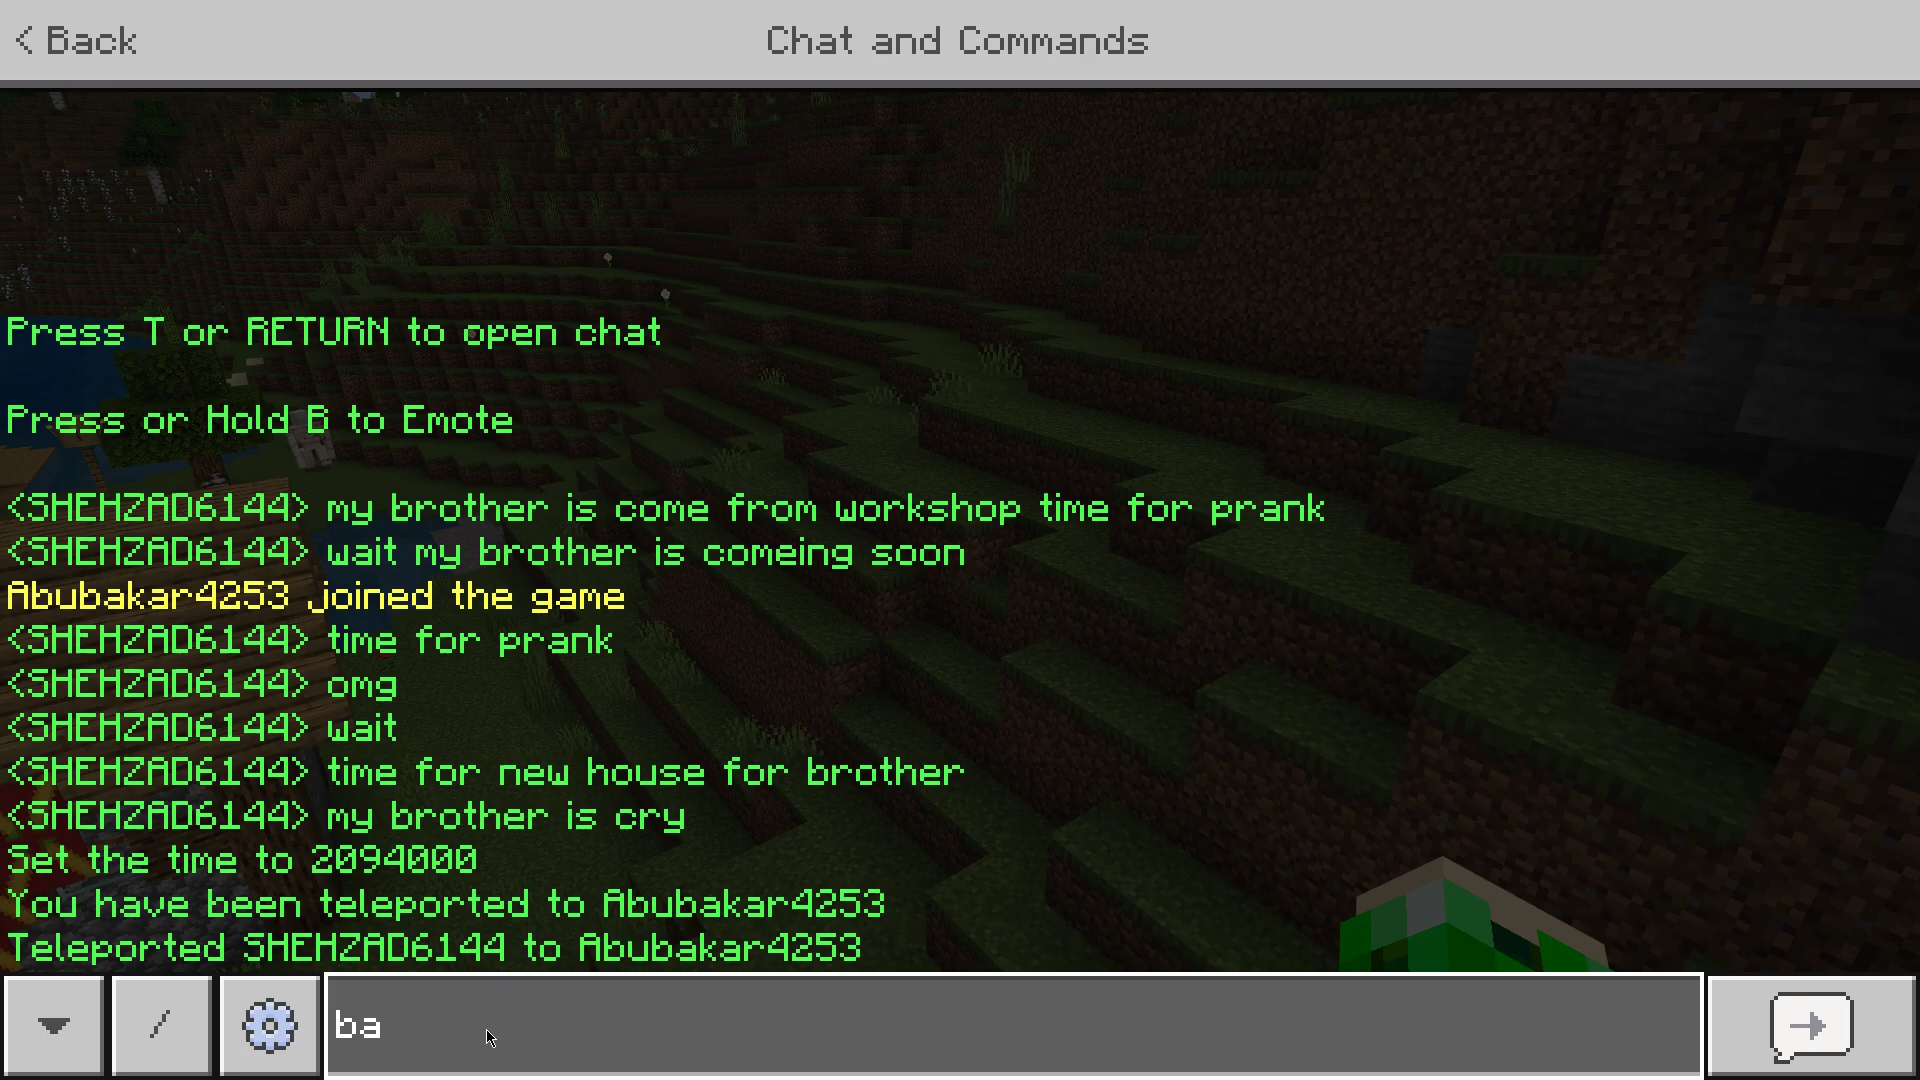 < Back
Chat and Commands
Press T or RETURN to open chat
Press or Hold B to Emote
<SHEHZAD6144> my brother is come from workshop time for prank
<SHEHZAD6144> wait my brother is comeing soon
Abubakar4253 joined the game
<SHEHZAD6144> time for prank
<SHEHZAD6144> omg
<SHEHZAD6144> wait
<SHEHZAD6144> time for new house for brother
<SHEHZAD6144> my brother is cry
Set the time to 2094000
You have been teleported to Abubakar4253
Teleported SHEHZAD6144 to Abubakar4253
/
ba